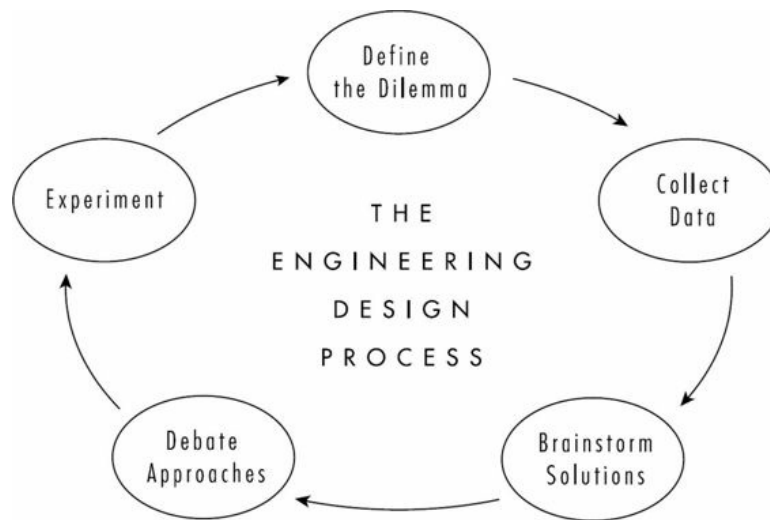 Define
the Dilemma
Collect
Data
Brainstorm
Solutions
Debate
Approaches
Experiment
THE
ENGINEERING
DESIGN
PROCESS